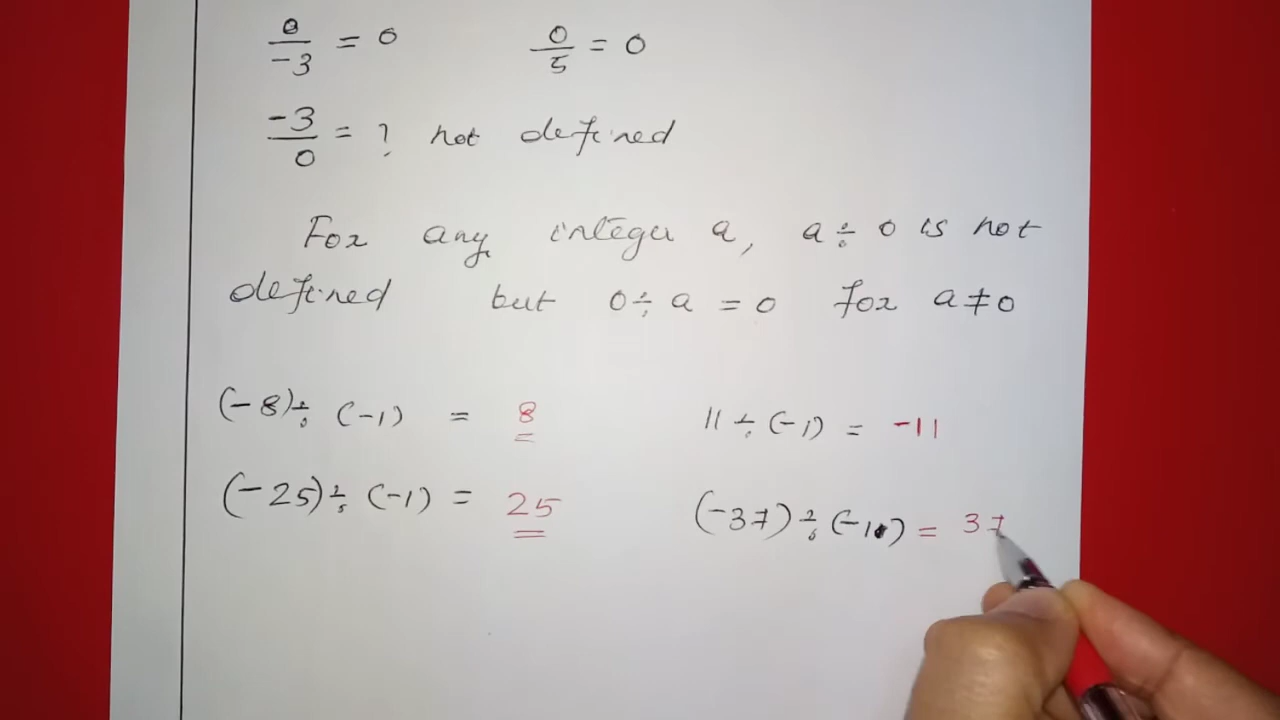 0/-3 = 0 0/5 = 0
-3/0 = ? not defined
For any integer a, a ÷ 0 is not
defined but 0 ÷ a = 0 for a ≠ 0
(-8) ÷ (-1) = 8 11 ÷ (-1) = -11
(-25) ÷ (-1) = 25 (-37) ÷ (-1) = 37